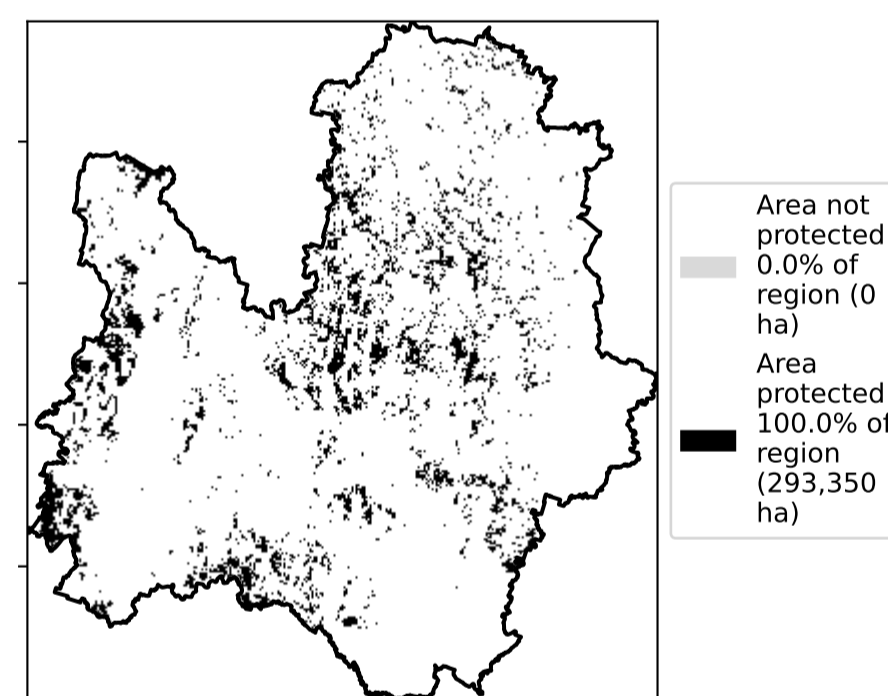 Area not
protected
0.0% of
region (0
ha)
Area
protected
100.0% of
region
(293,350
ha)